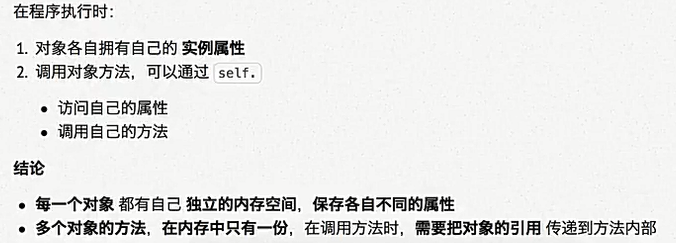 在程序执行时：
1. 对象各自拥有自己的 实例属性
2. 调用对象方法，可以通过 self.
• 访问自己的属性
• 调用自己的方法
结论
• 每一个对象 都有自己 独立的内存空间，保存各自不同的属性
• 多个对象的方法，在内存中只有一份，在调用方法时，需要把对象的引用 传递到方法内部